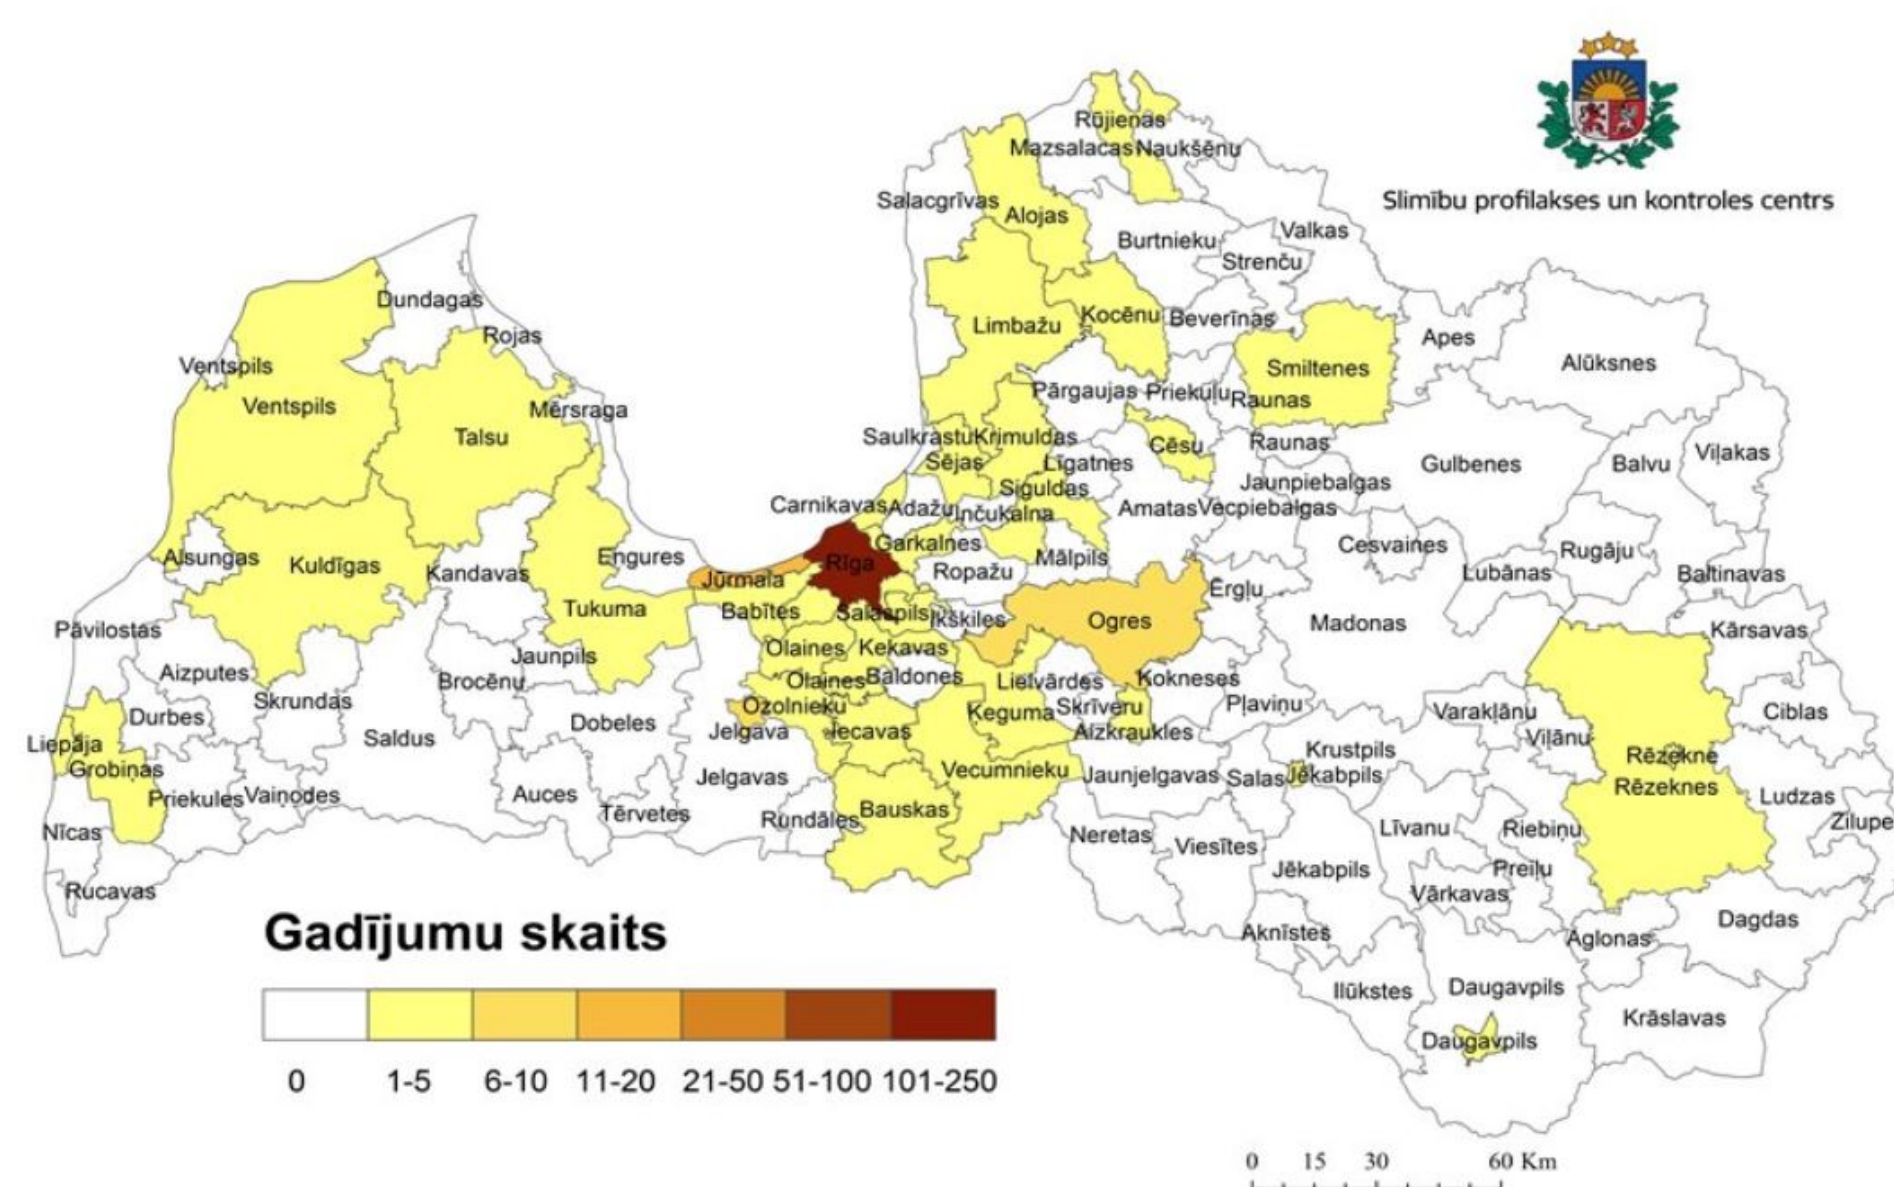 Slimību profilakses un kontroles centrs
Rūjienas
Mazsalacas Naukšēnu
Salacgrīvas
Alojas
Valkas
Burtnieku
Strenču
Dundagas
Rojas
Limbažu
Kocēnu
Beverīnas
Apes
Alūksnes
Smiltenes
Ventspils
Ventspils
Pārgaujas
Priekuļu
Raunas
Mērsraga
Talsu
Saulkrastu
Krimuldas
Cēsu
Raunas
Viļakas
Sējas
Līgatnes
Gulbenes
Balvu
Siguldas
Jaunpiebalgas
Carnikavas
Adažu
Inčukalna
Amatas
Vecpiebalgas
Garkalnes
Cesvaines
Rugāju
Alsungas
Kuldīgas
Engures
Mālpils
Rīga
Kandavas
Jūrmala
Ropažu
Lubānas
Baltinavas
Ērgļu
Tukuma
Babītes
Salaspils
Ikšķiles
Ogres
Madonas
Pāvilostas
Kārsavas
Olaines
Ķekavas
Jaunpils
Aizputes
Brocēnu
Olaines
Baldones
Lielvārdes
Kokneses
Skrundas
Ozolnieku
Ķeguma
Skrīveru
Pļaviņu
Varakļānu
Ciblas
Durbes
Dobeles
Jelgava
Iecavas
Aizkraukles
Viļānu
Liepāja
Saldus
Krustpils
Rēzekne
Grobiņas
Jelgavas
Vecumnieku
Jaunjelgavas
Salas
Jēkabpils
Rēzeknes
Priekules
Vaiņodes
Auces
Tērvetes
Rundāles
Bauskas
Ludzas
Nīcas
Neretas
Viesītes
Līvanu
Riebiņu
Zilupe
Jēkabpils
Preiļu
Rucavas
Vārkavas
Dagdas
Gadījumu skaits
Aknīstes
Aglonas
Ilūkstes
Daugavpils
Krāslavas
Daugavpils
0 1-5 6-10 11-20 21-50 51-100 101-250
0 15 30 60 Km